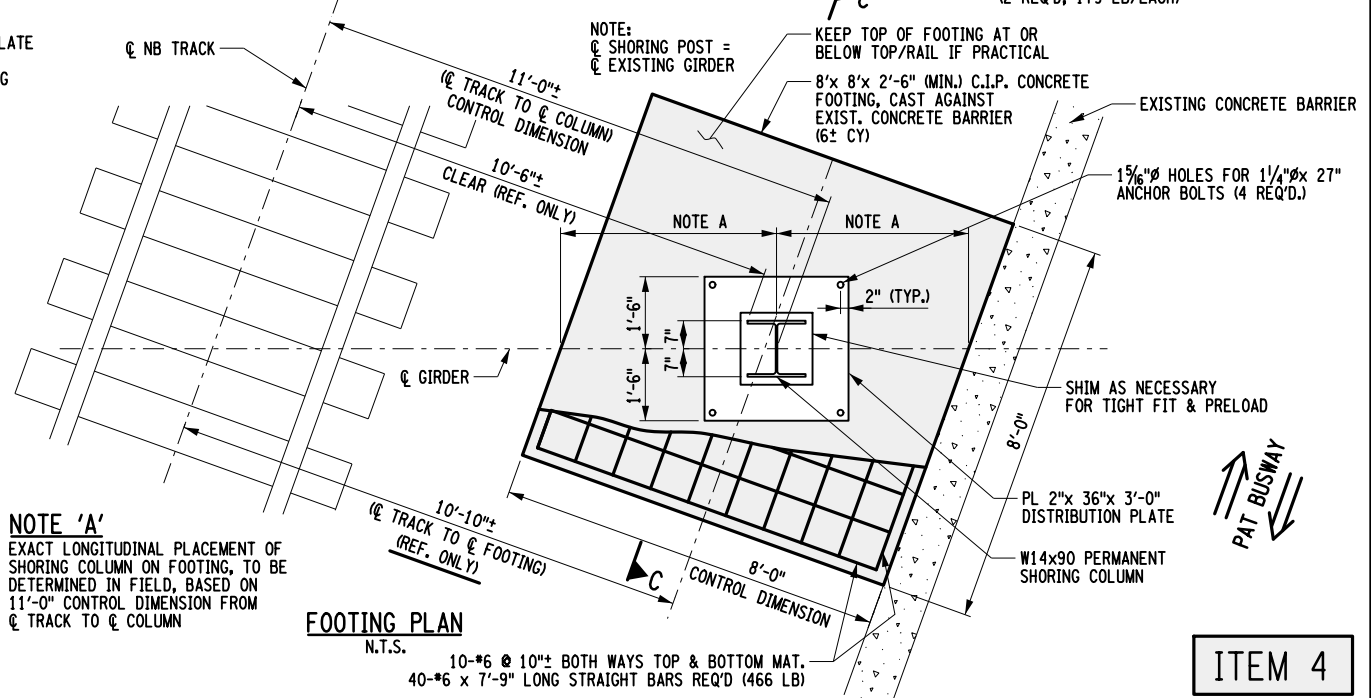 LATE
G
℄ NB TRACK
NOTE:
℄ SHORING POST =
℄ EXISTING GIRDER
C
KEEP TOP OF FOOTING AT OR
BELOW TOP/RAIL IF PRACTICAL
8'x 8'x 2'-6" (MIN.) C.I.P. CONCRETE
FOOTING, CAST AGAINST
EXIST. CONCRETE BARRIER
(6± CY)
EXISTING CONCRETE BARRIER
1 5/16"Ø HOLES FOR 1 1/4"Øx 27"
ANCHOR BOLTS (4 REQ'D.)
11'-0"±
(℄ TRACK TO ℄ COLUMN)
CONTROL DIMENSION
10'-6"±
CLEAR (REF. ONLY)
NOTE A
NOTE A
2" (TYP.)
1'-6"
7"
7"
1'-6"
℄ GIRDER
SHIM AS NECESSARY
FOR TIGHT FIT & PRELOAD
8'-0"
PL 2"x 36"x 3'-0"
DISTRIBUTION PLATE
PAT BUSWAY
W14x90 PERMANENT
SHORING COLUMN
10'-10"±
(℄ TRACK TO ℄ FOOTING)
(REF. ONLY)
C
8'-0"
CONTROL DIMENSION
NOTE 'A'
EXACT LONGITUDINAL PLACEMENT OF
SHORING COLUMN ON FOOTING, TO BE
DETERMINED IN FIELD, BASED ON
11'-0" CONTROL DIMENSION FROM
℄ TRACK TO ℄ COLUMN
FOOTING PLAN
N.T.S.
10-#6 @ 10"± BOTH WAYS TOP & BOTTOM MAT.
40-#6 x 7'-9" LONG STRAIGHT BARS REQ'D (466 LB)
ITEM 4